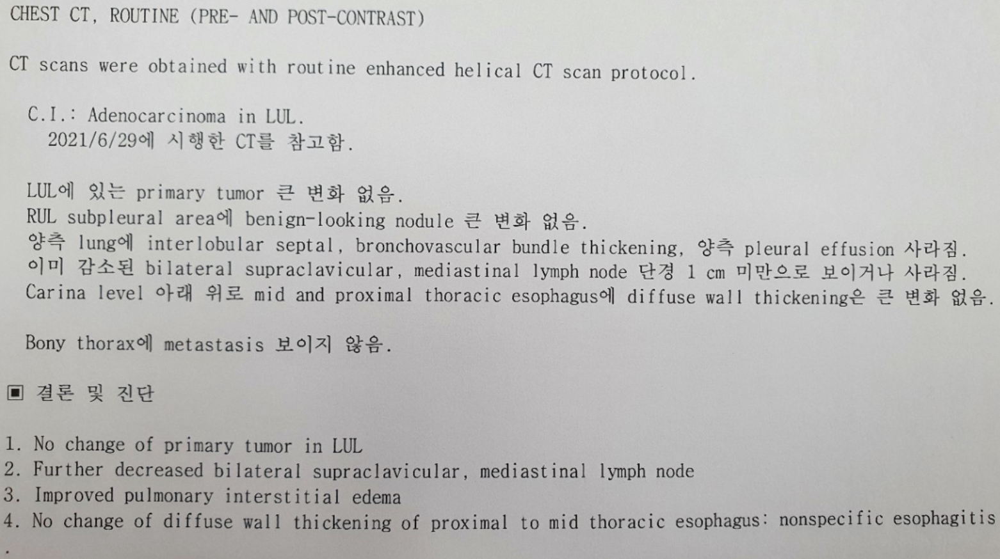 CHEST CT, ROUTINE (PRE- AND POST-CONTRAST)
CT scans were obtained with routine enhanced helical CT scan protocol.
C.I.: Adenocarcinoma in LUL.
2021/6/29에 시행한 CT를 참고함.
LUL에 있는 primary tumor 큰 변화 없음.
RUL subpleural area에 benign-looking nodule 큰 변화 없음.
양측 lung에 interlobular septal, bronchovascular bundle thickening, 양측 pleural effusion 사라짐.
이미 감소된 bilateral supraclavicular, mediastinal lymph node 단경 1 cm 미만으로 보이거나 사라짐.
Carina level 아래 위로 mid and proximal thoracic esophagus에 diffuse wall thickening은 큰 변화 없음.
Bony thorax에 metastasis 보이지 않음.
▣ 결론 및 진단
1. No change of primary tumor in LUL
2. Further decreased bilateral supraclavicular, mediastinal lymph node
3. Improved pulmonary interstitial edema
4. No change of diffuse wall thickening of proximal to mid thoracic esophagus: nonspecific esophagitis
.